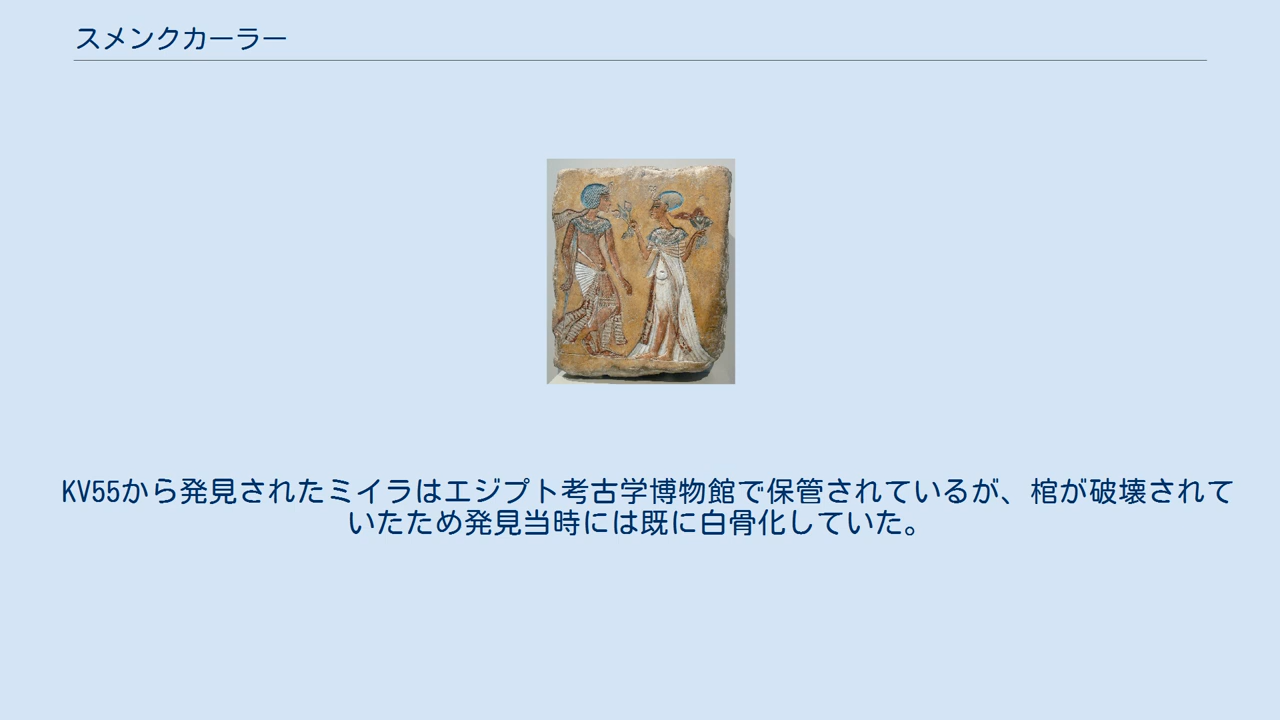 スメンクカーラー
KV55から発見されたミイラはエジプト考古学博物館で保管されているが、棺が破壊されて
いたため発見当時には既に白骨化していた。